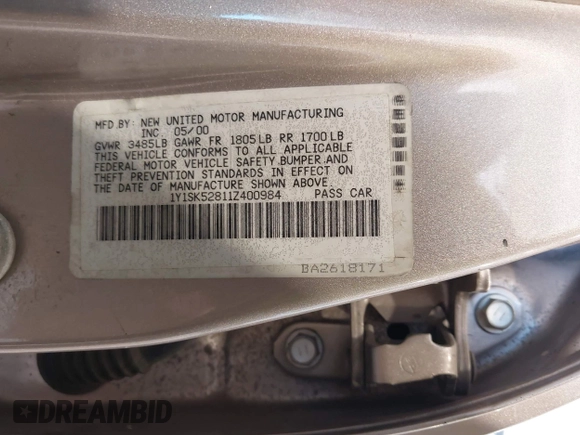 MFD BY: NEW UNITED MOTOR MANUFACTURING
INC. 05/00
GVWR 3485LB GAWR FR 1805LB RR 1700LB
THIS VEHICLE CONFORMS TO ALL APPLICABLE
FEDERAL MOTOR VEHICLE SAFETY,BUMPER,AND
THEFT PREVENTION STANDARDS IN EFFECT ON
THE DATE OF MANUFACTURE SHOWN ABOVE.
1Y1SK52811Z400984 PASS CAR
BA2618171
DREAMBID